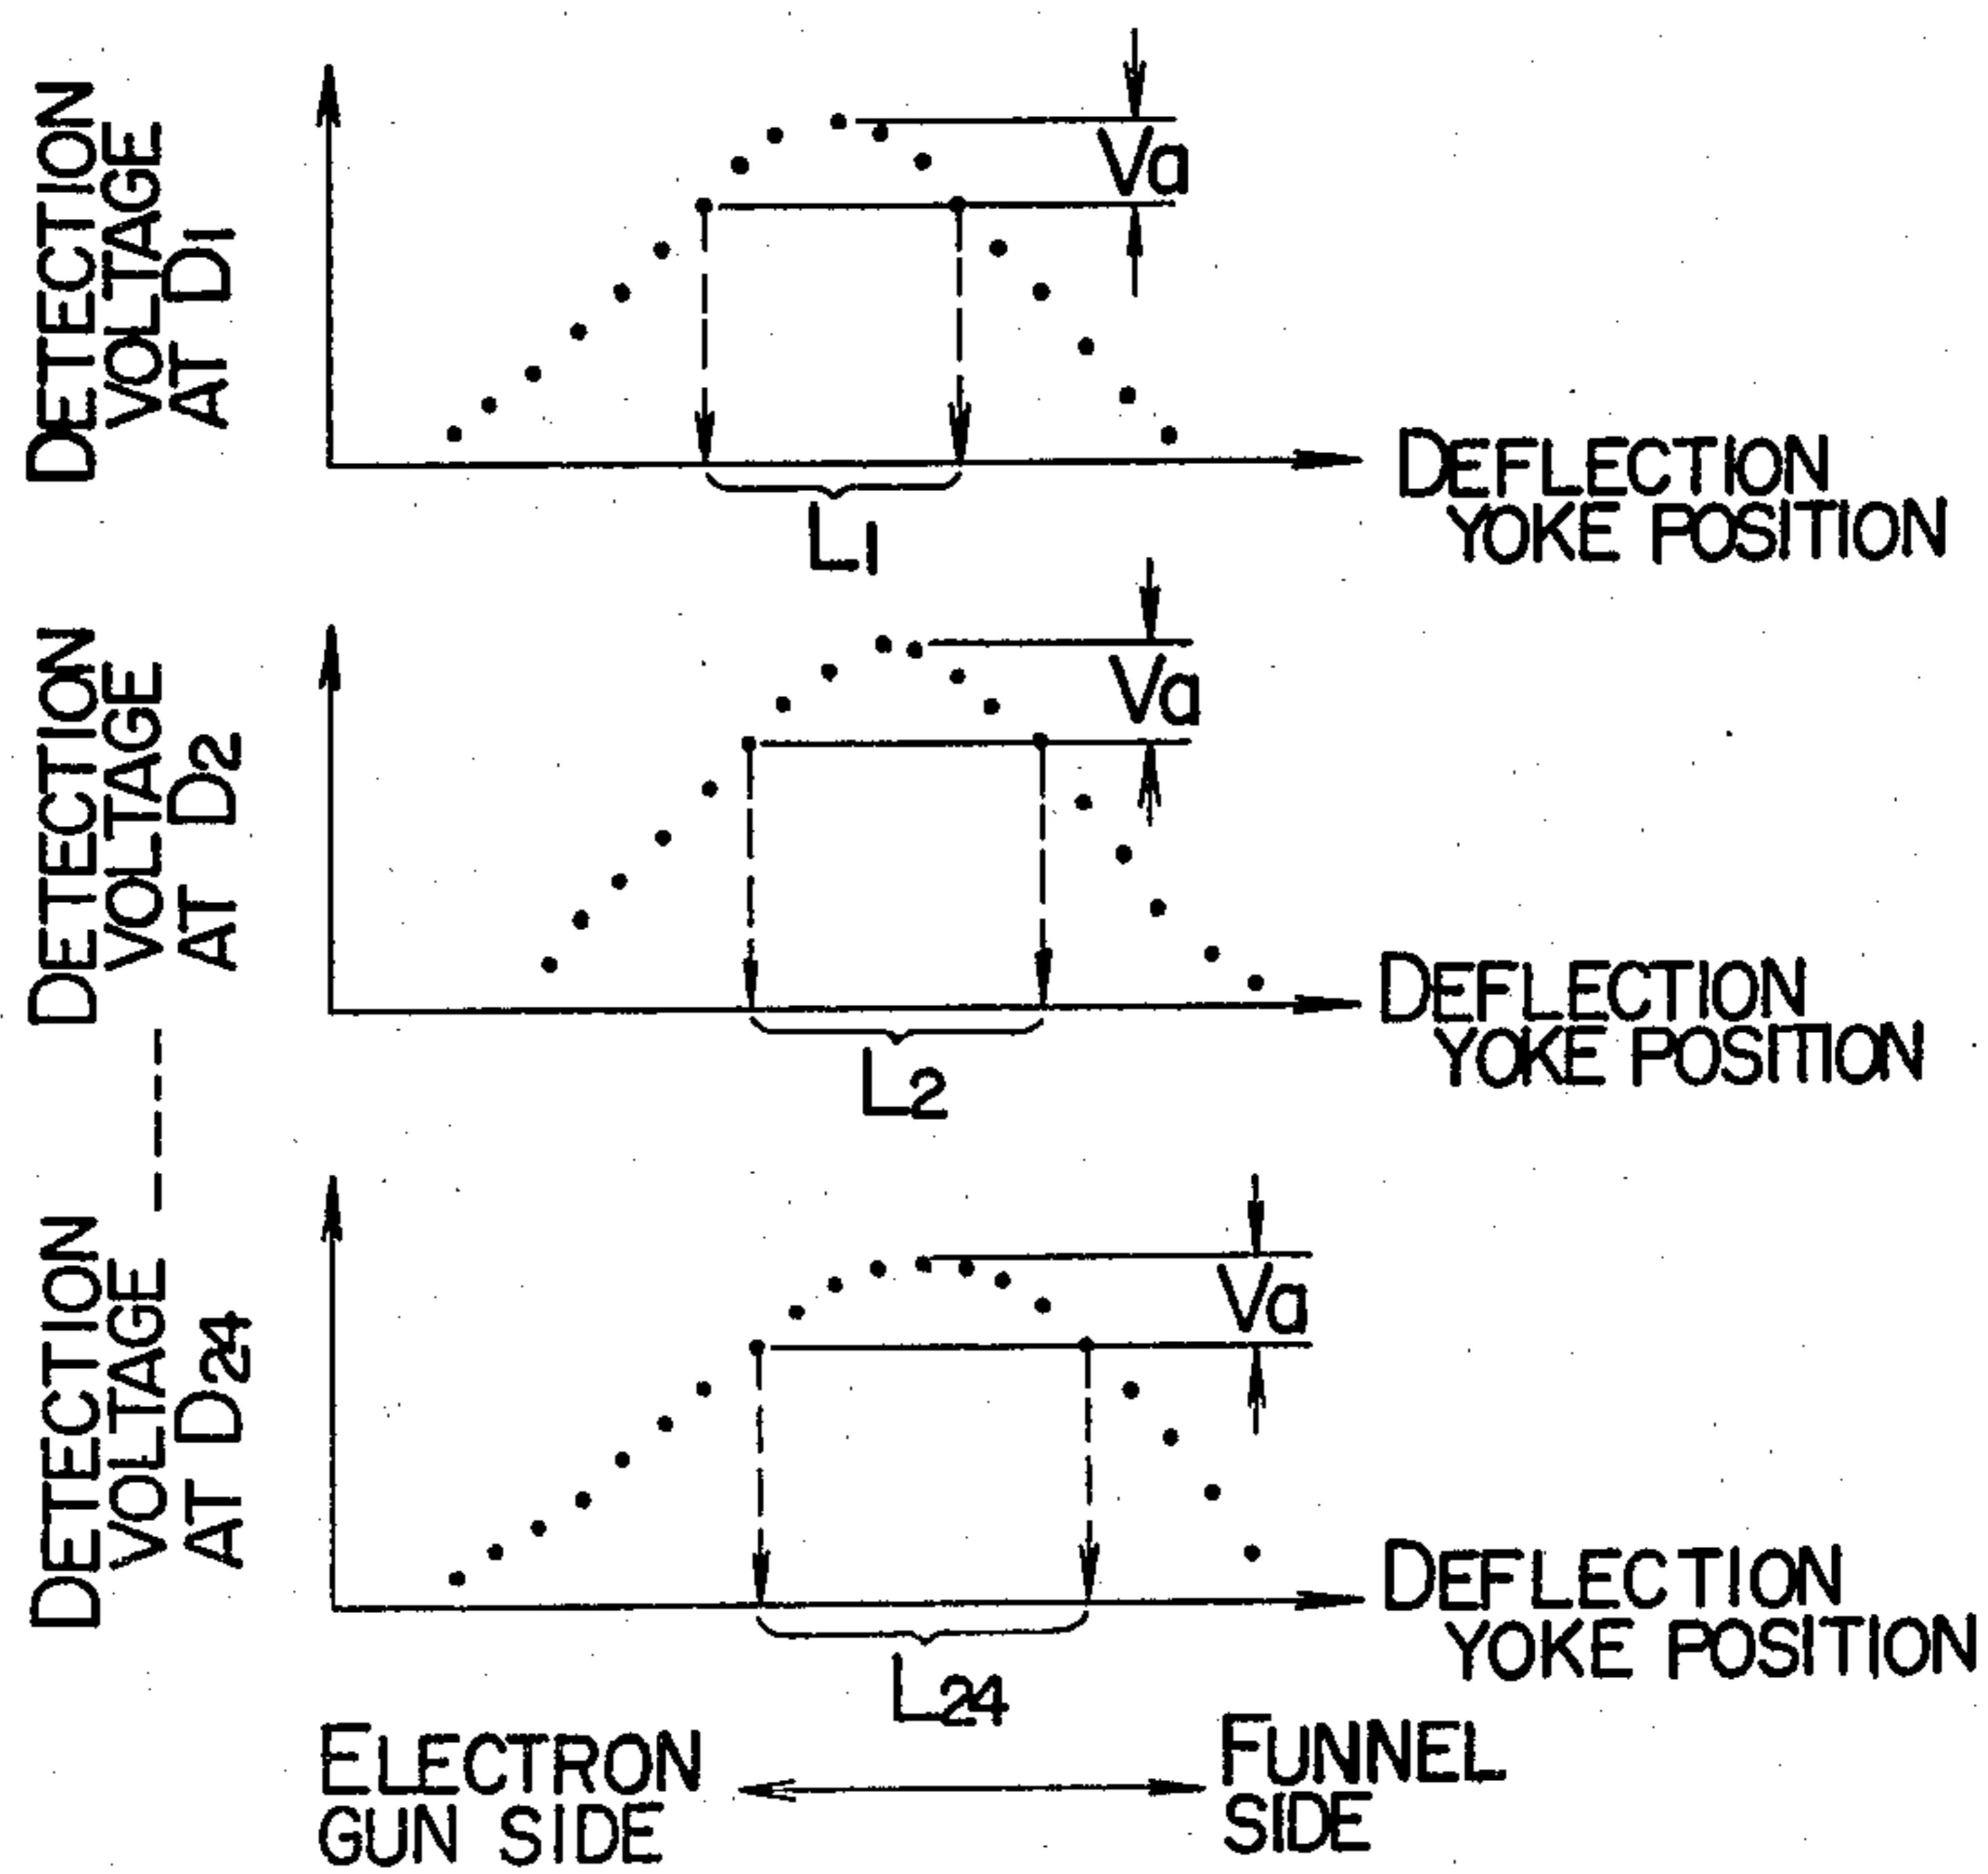 DETECTION
VOLTAGE
AT D1
Va
L1
DEFLECTION
YOKE POSITION
DETECTION
VOLTAGE
AT D2
Va
L2
DEFLECTION
YOKE POSITION
DETECTION
VOLTAGE
AT D24
Va
L24
DEFLECTION
YOKE POSITION
ELECTRON
GUN SIDE
FUNNEL
SIDE